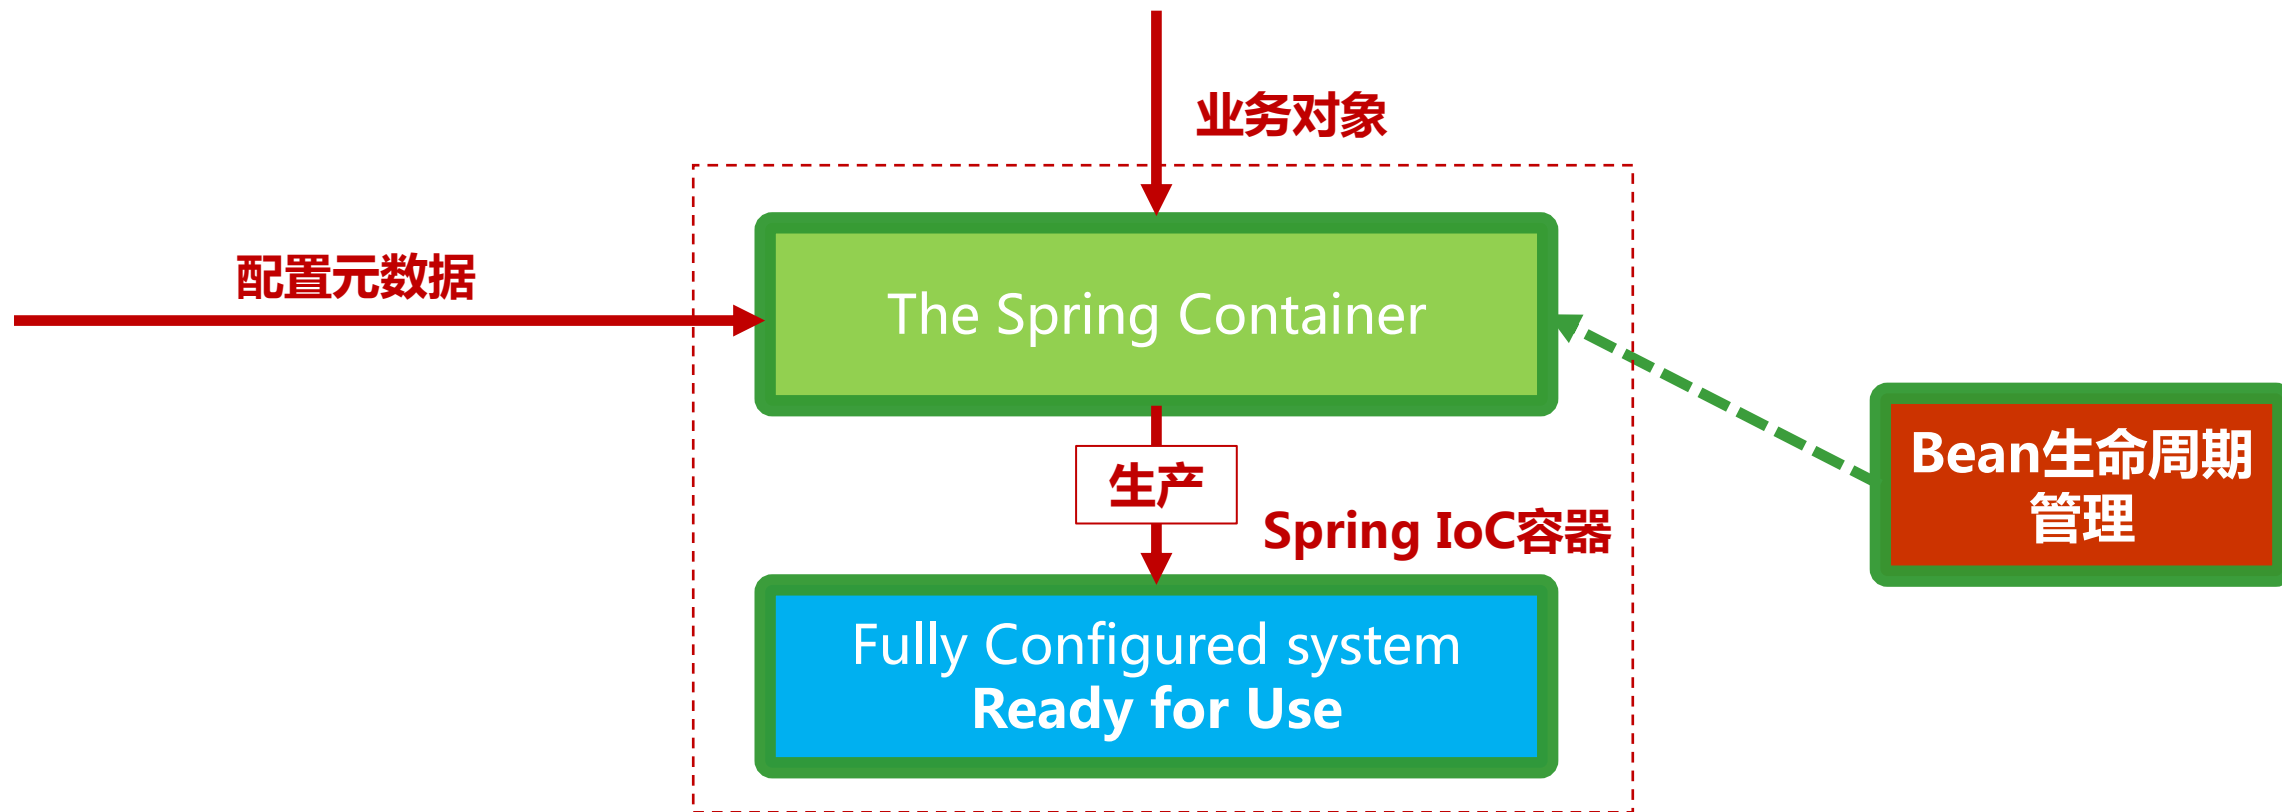 业务对象
配置元数据
The Spring Container
Bean生命周期
管理
生产
Spring IoC容器
Fully Configured system
Ready for Use